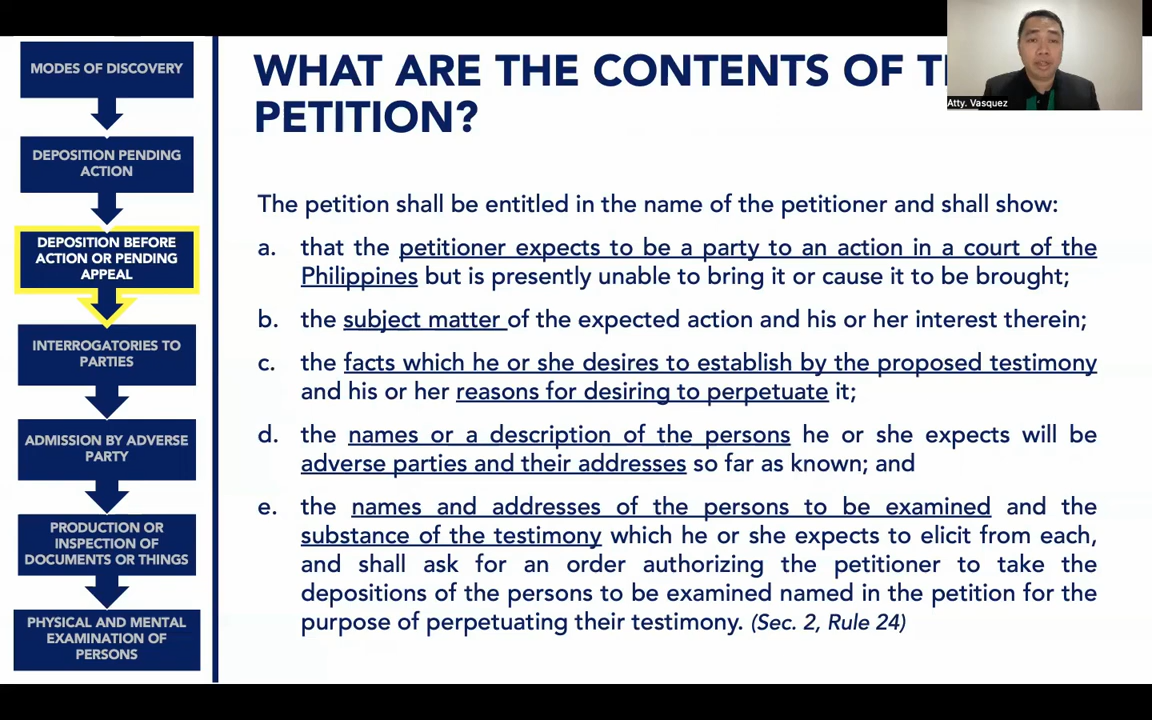 MODES OF DISCOVERY
DEPOSITION PENDING
ACTION
DEPOSITION BEFORE
ACTION OR PENDING
APPEAL
INTERROGATORIES TO
PARTIES
ADMISSION BY ADVERSE
PARTY
PRODUCTION OR
INSPECTION OF
DOCUMENTS OR THINGS
PHYSICAL AND MENTAL
EXAMINATION OF
PERSONS
WHAT ARE THE CONTENTS OF
PETITION?
Atty. Vasquez
The petition shall be entitled in the name of the petitioner and shall show:
a. that the petitioner expects to be a party to an action in a court of the
Philippines but is presently unable to bring it or cause it to be brought;
b. the subject matter of the expected action and his or her interest therein;
c. the facts which he or she desires to establish by the proposed testimony
and his or her reasons for desiring to perpetuate it;
d. the names or a description of the persons he or she expects will be
adverse parties and their addresses so far as known; and
e. the names and addresses of the persons to be examined and the
substance of the testimony which he or she expects to elicit from each,
and shall ask for an order authorizing the petitioner to take the
depositions of the persons to be examined named in the petition for the
purpose of perpetuating their testimony. (Sec. 2, Rule 24)